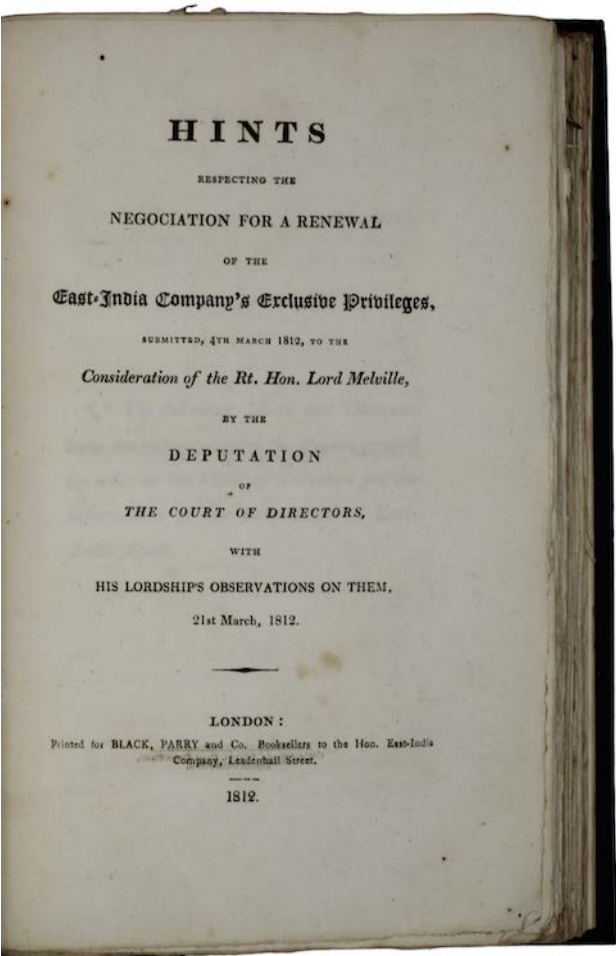 HINTS
RESPECTING THE
NEGOCIATION FOR A RENEWAL
OF THE
East-India Company's Exclusive Privileges,
SUBMITTED, 4TH MARCH 1812, TO THE
Consideration of the Rt. Hon. Lord Melville,
BY THE
DEPUTATION
OF
THE COURT OF DIRECTORS,
WITH
HIS LORDSHIP'S OBSERVATIONS ON THEM,
21st March, 1812.
LONDON:
Printed for BLACK, PARRY and Co. Booksellers to the Hon. East-India
Company, Leadenhall Street.
1812.